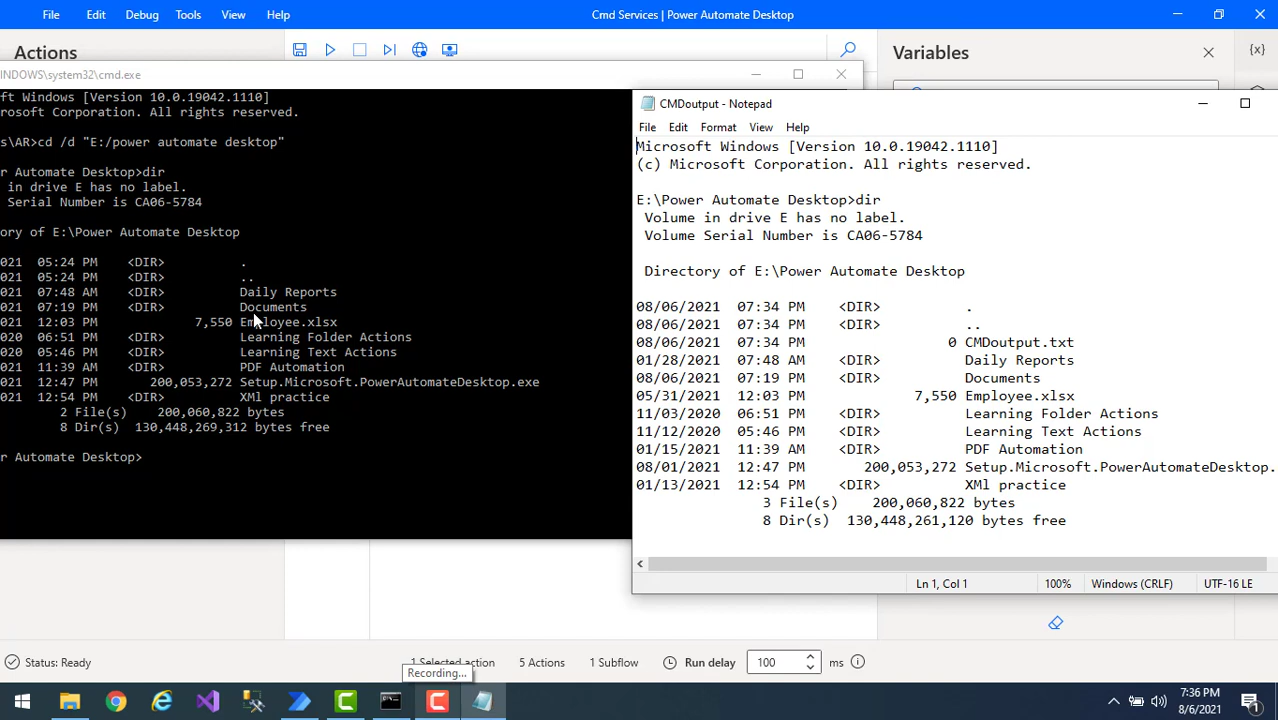 File Edit Debug Tools View Help
Cmd Services | Power Automate Desktop
Actions
Variables
{x}
NDOWS\system32\cmd.exe
ft Windows [Version 10.0.19042.1110]
rosoft Corporation. All rights reserved.
s\AR>cd /d "E:/power automate desktop"
r Automate Desktop>dir
in drive E has no label.
Serial Number is CA06-5784
ory of E:\Power Automate Desktop
021 05:24 PM <DIR> .
021 05:24 PM <DIR> ..
021 07:48 AM <DIR> Daily Reports
021 07:19 PM <DIR> Documents
021 12:03 PM 7,550 Employee.xlsx
020 06:51 PM <DIR> Learning Folder Actions
020 05:46 PM <DIR> Learning Text Actions
021 11:39 AM <DIR> PDF Automation
021 12:47 PM 200,053,272 Setup.Microsoft.PowerAutomateDesktop.exe
021 12:54 PM <DIR> XMl practice
2 File(s) 200,060,822 bytes
8 Dir(s) 130,448,269,312 bytes free
r Automate Desktop>
CMDoutput - Notepad
File Edit Format View Help
Microsoft Windows [Version 10.0.19042.1110]
(c) Microsoft Corporation. All rights reserved.
E:\Power Automate Desktop>dir
Volume in drive E has no label.
Volume Serial Number is CA06-5784
Directory of E:\Power Automate Desktop
08/06/2021 07:34 PM <DIR> .
08/06/2021 07:34 PM <DIR> ..
08/06/2021 07:34 PM 0 CMDoutput.txt
01/28/2021 07:48 AM <DIR> Daily Reports
08/06/2021 07:19 PM <DIR> Documents
05/31/2021 12:03 PM 7,550 Employee.xlsx
11/03/2020 06:51 PM <DIR> Learning Folder Actions
11/12/2020 05:46 PM <DIR> Learning Text Actions
01/15/2021 11:39 AM <DIR> PDF Automation
08/01/2021 12:47 PM 200,053,272 Setup.Microsoft.PowerAutomateDesktop.
01/13/2021 12:54 PM <DIR> XMl practice
3 File(s) 200,060,822 bytes
8 Dir(s) 130,448,261,120 bytes free
Ln 1, Col 1 100% Windows (CRLF) UTF-16 LE
Status: Ready 1 Selected action 5 Actions 1 Subflow Run delay 100 ms
Recording...
7:36 PM
8/6/2021
1